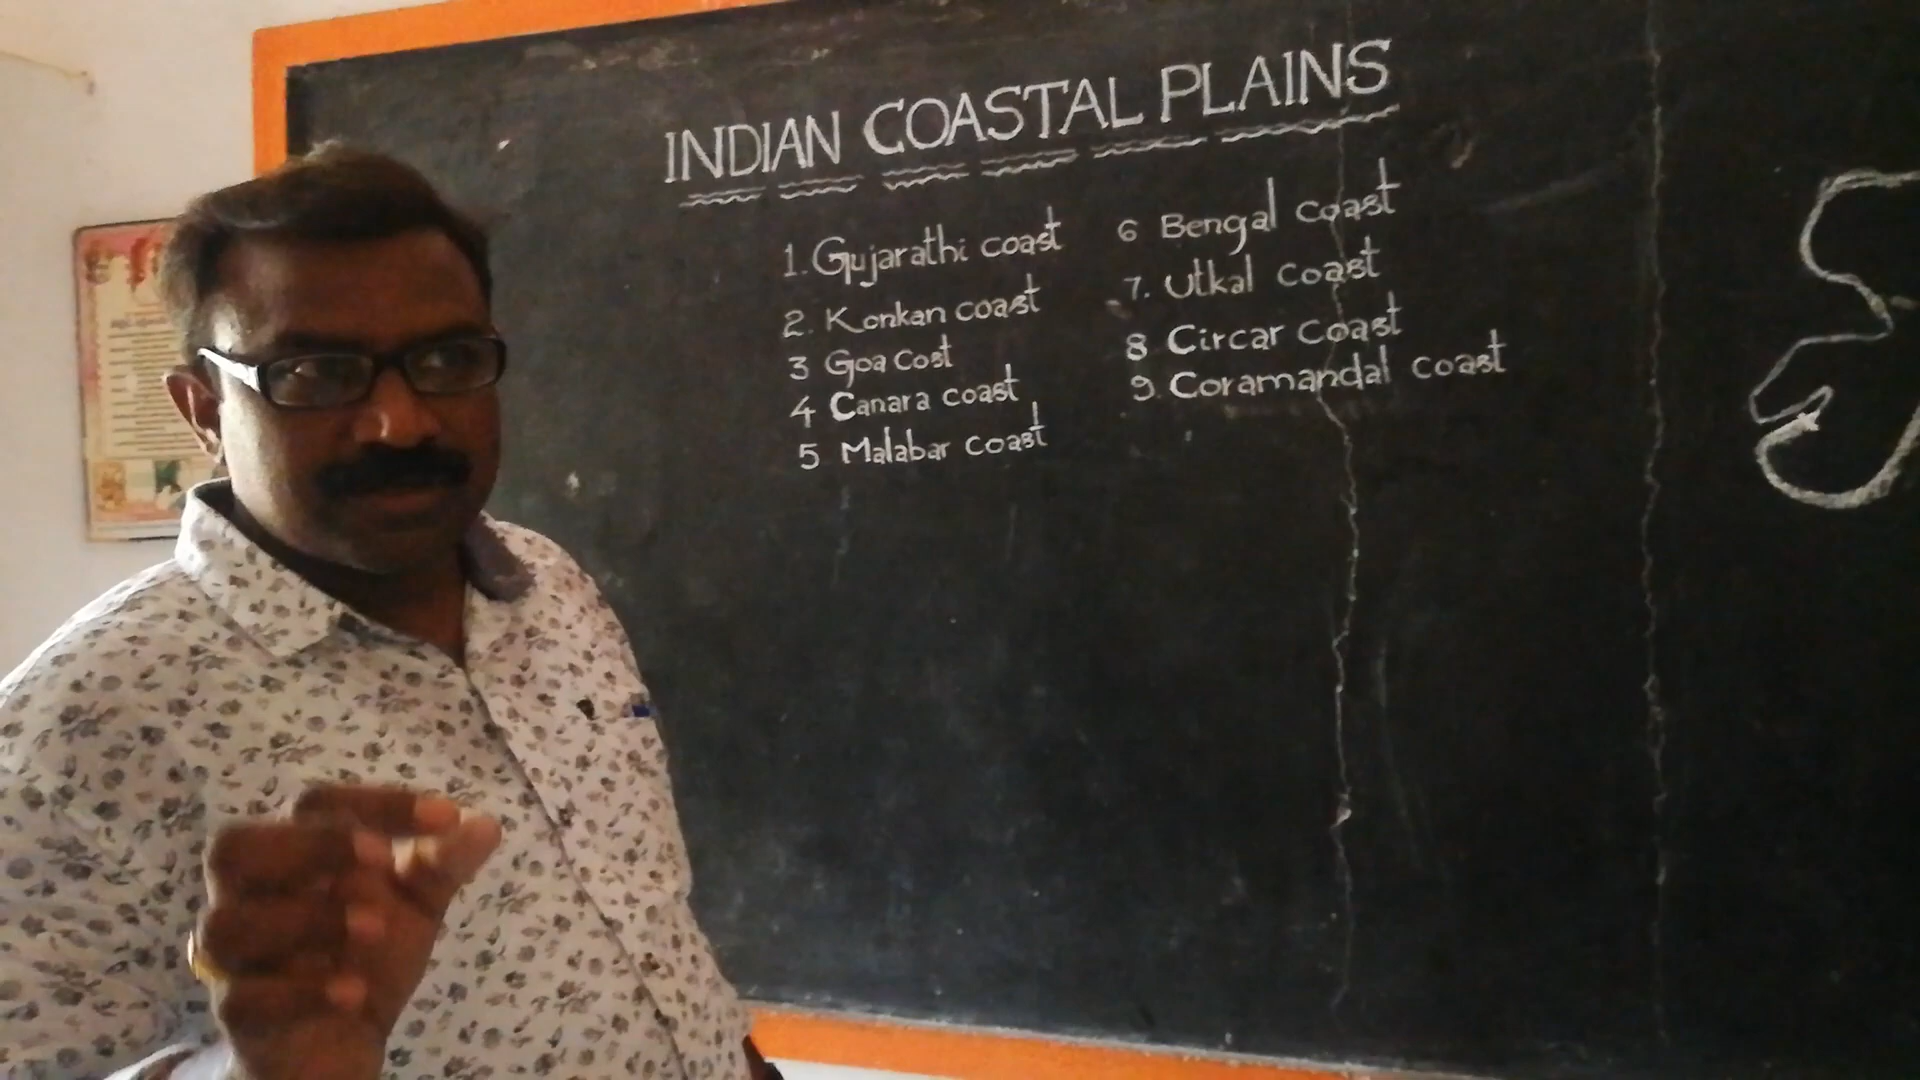 INDIAN COASTAL PLAINS
1. Gujarathi coast
2. Konkan coast
3 Goa Cost
4 Canara coast
5 Malabar coast
6 Bengal coast
7. Utkal coast
8 Circar coast
9. Coramandal coast